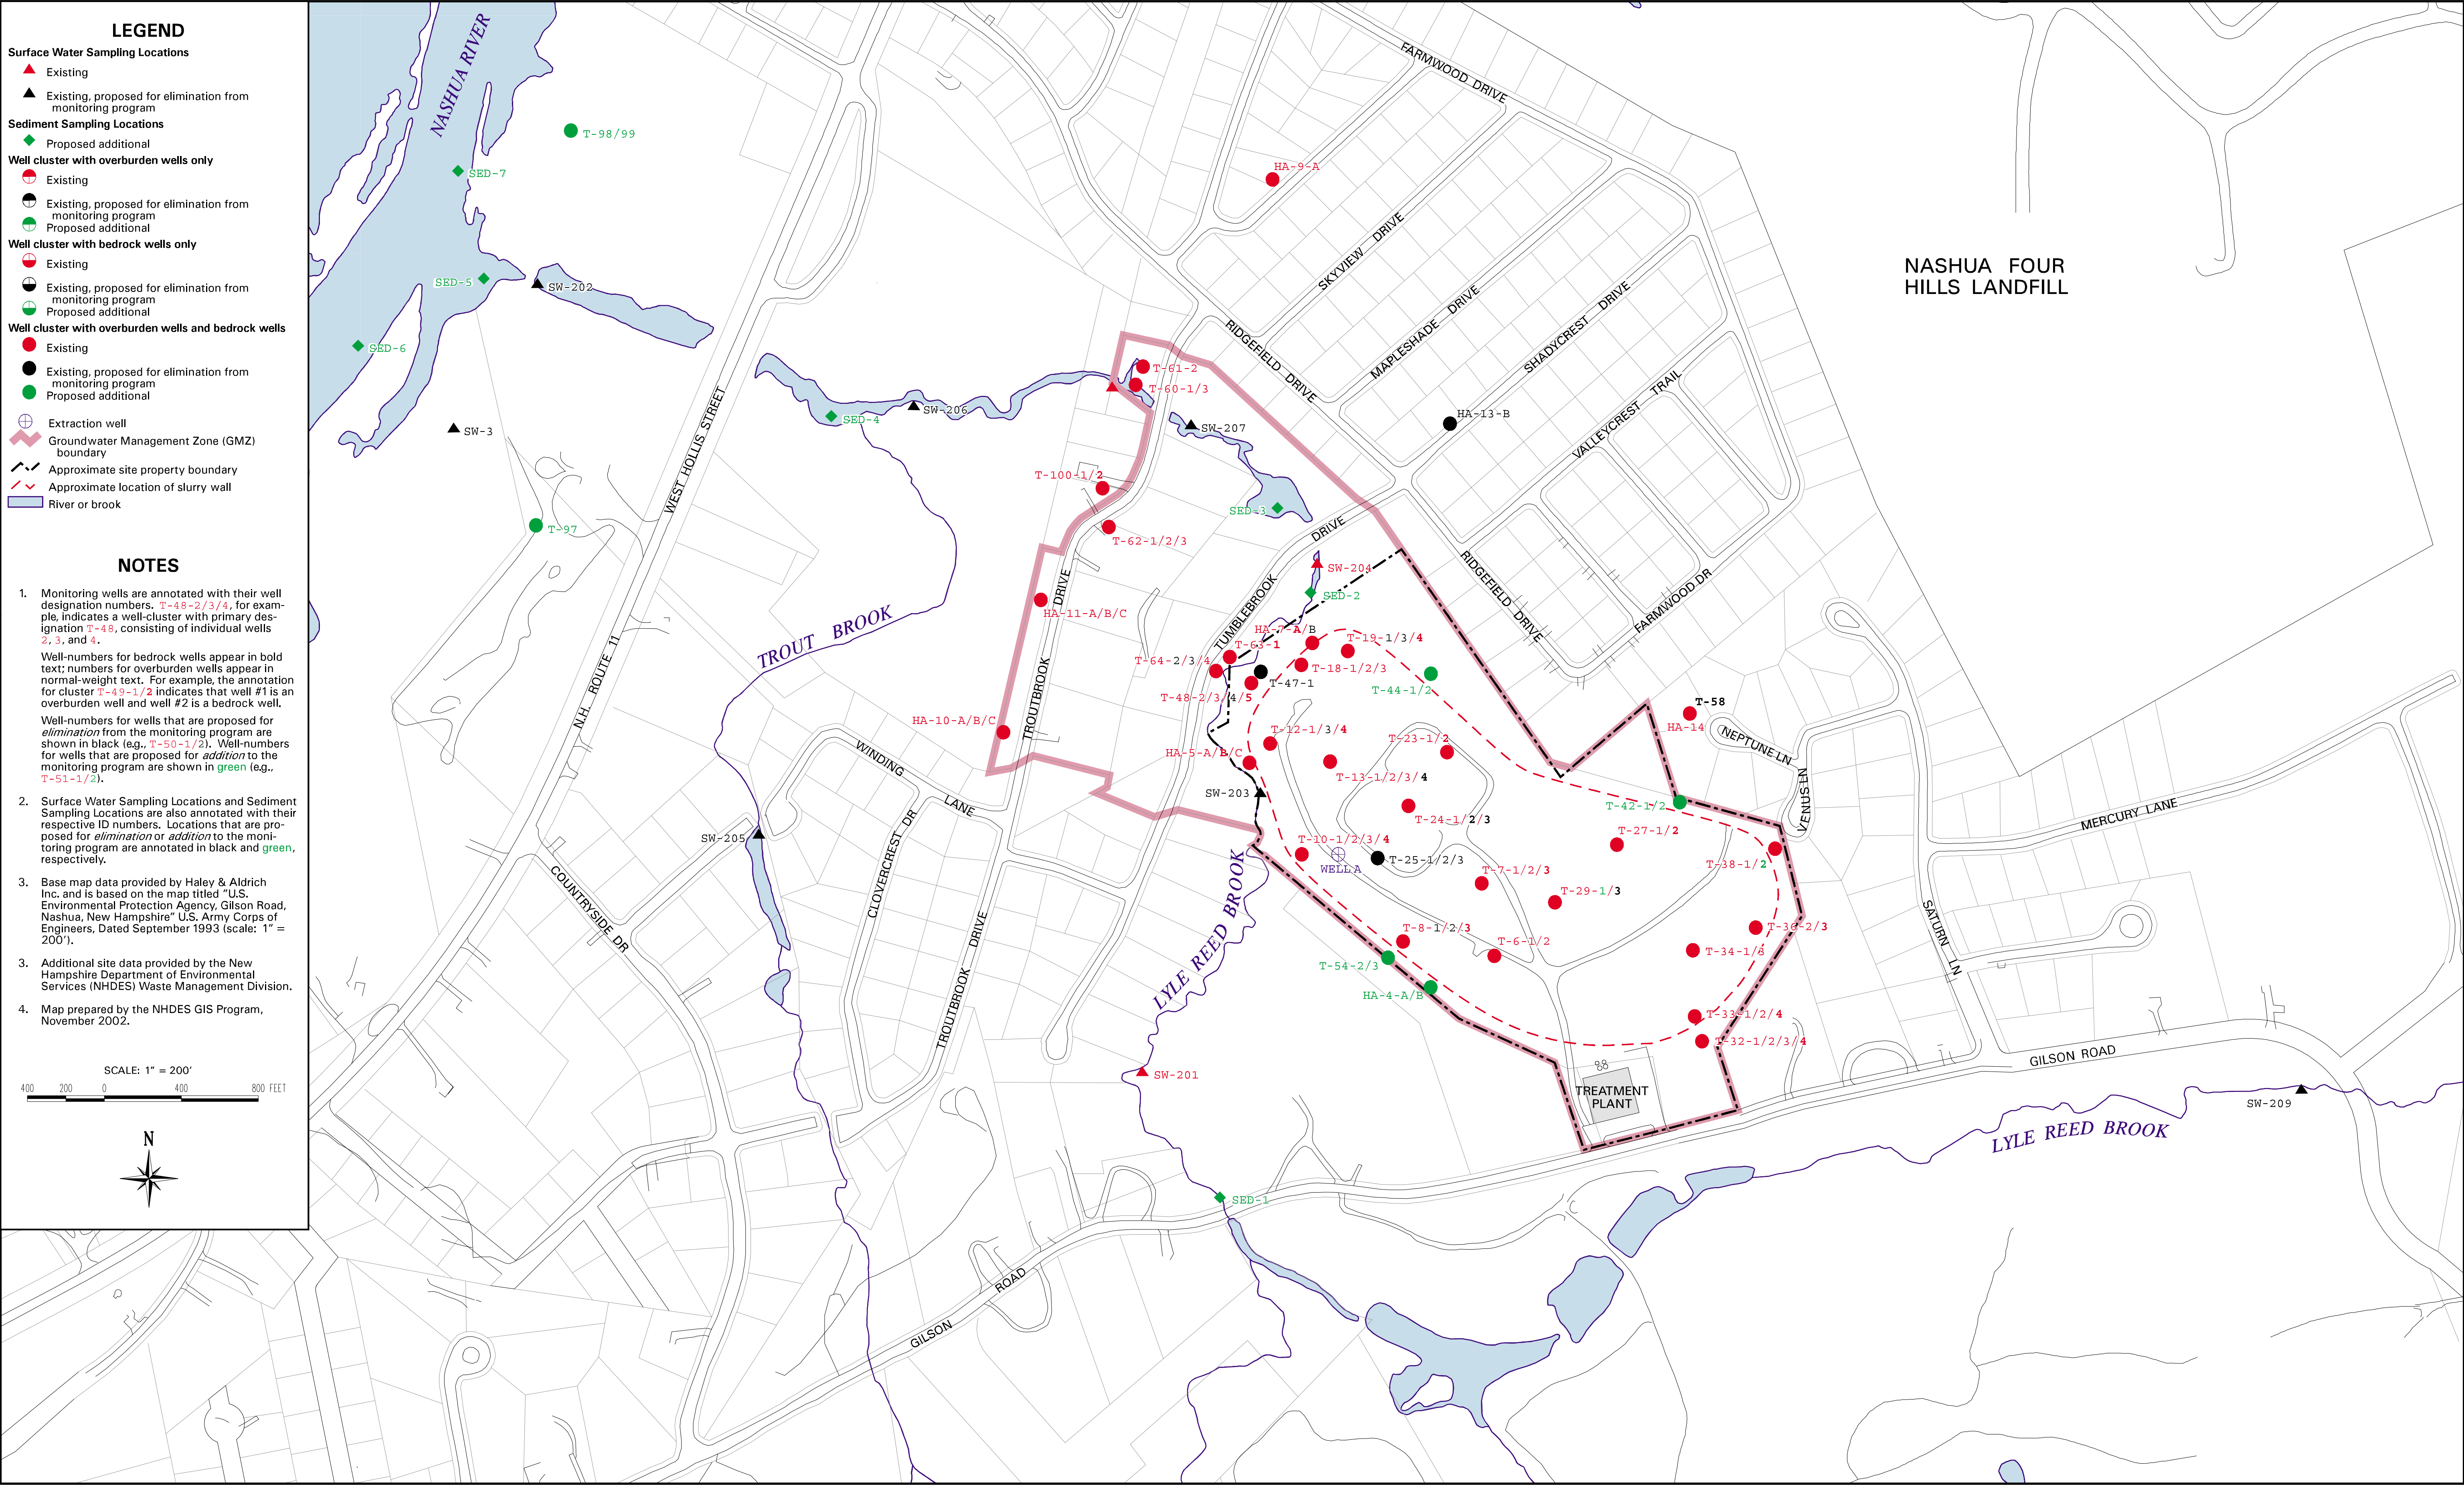 LEGEND
Surface Water Sampling Locations
Existing
Existing, proposed for elimination from
monitoring program
Sediment Sampling Locations
Proposed additional
Well cluster with overburden wells only
Existing
Existing, proposed for elimination from
monitoring program
Proposed additional
Well cluster with bedrock wells only
Existing
Existing, proposed for elimination from
monitoring program
Proposed additional
Well cluster with overburden wells and bedrock wells
Existing
Existing, proposed for elimination from
monitoring program
Proposed additional
Extraction well
Groundwater Management Zone (GMZ)
boundary
Approximate site property boundary
Approximate location of slurry wall
River or brook
NOTES
1. Monitoring wells are annotated with their well
designation numbers. T-48-2/3/4, for exam-
ple, indicates a well-cluster with primary des-
ignation T-48, consisting of individual wells
2, 3, and 4.
Well-numbers for bedrock wells appear in bold
text; numbers for overburden wells appear in
normal-weight text. For example, the annotation
for cluster T-49-1/2 indicates that well #1 is an
overburden well and well #2 is a bedrock well.
Well-numbers for wells that are proposed for
elimination from the monitoring program are
shown in black (e.g., T-50-1/2). Well-numbers
for wells that are proposed for addition to the
monitoring program are shown in green (e.g.,
T-51-1/2).
2. Surface Water Sampling Locations and Sediment
Sampling Locations are also annotated with their
respective ID numbers. Locations that are pro-
posed for elimination or addition to the moni-
toring program are annotated in black and green,
respectively.
3. Base map data provided by Haley & Aldrich
Inc. and is based on the map titled "U.S.
Environmental Protection Agency, Gilson Road,
Nashua, New Hampshire" U.S. Army Corps of
Engineers, Dated September 1993 (scale: 1" =
200').
3. Additional site data provided by the New
Hampshire Department of Environmental
Services (NHDES) Waste Management Division.
4. Map prepared by the NHDES GIS Program,
November 2002.
SCALE: 1" = 200'
400 200 0 400 800 FEET
N
NASHUA RIVER
T-98/99
SED-7
SED-5
SW-202
SED-6
SW-3
T-97
SED-4
SW-206
WEST HOLLIS STREET
N.H. ROUTE 11
TROUT BROOK
FARMWOOD DRIVE
HA-9-A
SKYVIEW DRIVE
MAPLESHADE DRIVE
SHADYCREST DRIVE
VALLEYCREST TRAIL
RIDGEFIELD DRIVE
HA-13-B
NASHUA FOUR
HILLS LANDFILL
T-61-2
T-60-1/3
SW-207
T-100-1/2
SED-3
T-62-1/2/3
TUMBLEBROOK DRIVE
RIDGEFIELD DRIVE
FARMWOOD DR
SW-204
SED-2
HA-11-A/B/C
HA-7-A/B
T-63-1
T-19-1/3/4
T-64-2/3/4
T-18-1/2/3
T-47-1
T-44-1/2
T-48-2/3/4/5
HA-10-A/B/C
TROUTBROOK DRIVE
T-12-1/3/4
T-23-1/2
HA-5-A/B/C
T-13-1/2/3/4
T-58
HA-14
NEPTUNE LN
VENUS LN
SW-203
T-24-1/2/3
T-42-1/2
MERCURY LANE
WINDING LANE
SW-205
T-10-1/2/3/4
WELL A
T-25-1/2/3
T-27-1/2
T-38-1/2
T-7-1/2/3
T-29-1/3
COUNTRYSIDE DR
CLOVERCREST DR
TROUTBROOK DRIVE
LYLE REED BROOK
T-8-1/2/3
T-6-1/2
T-36-2/3
T-34-1/3
T-54-2/3
HA-4-A/B
SATURN LN
T-33-1/2/4
T-32-1/2/3/4
SW-201
TREATMENT
PLANT
GILSON ROAD
SW-209
LYLE REED BROOK
SED-1
GILSON ROAD